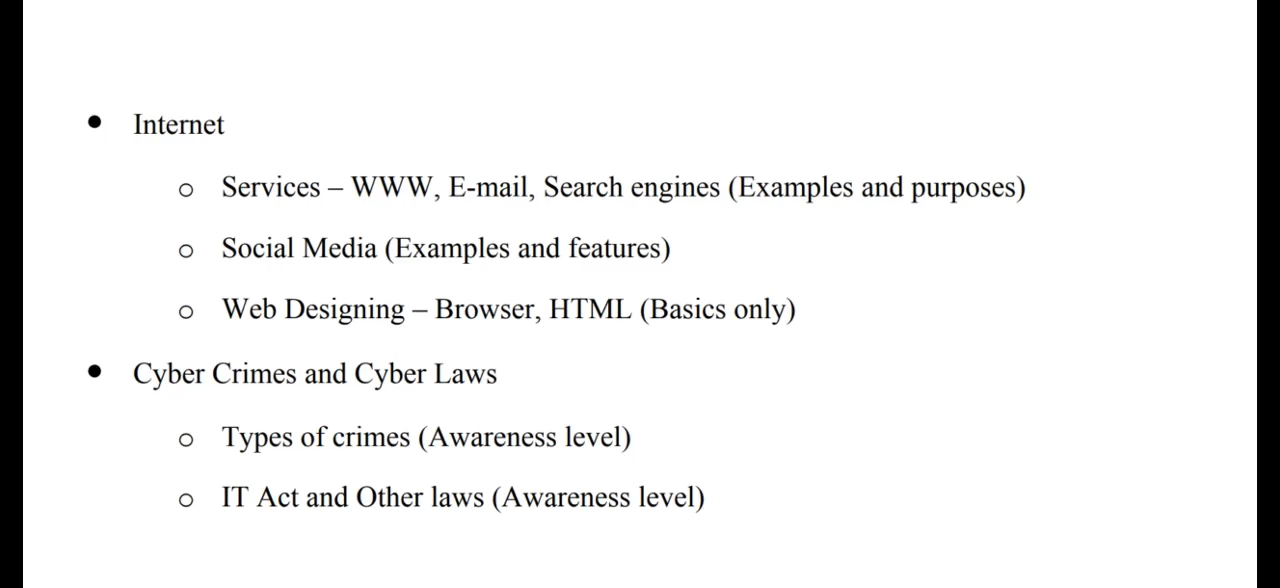 • Internet
o Services – WWW, E-mail, Search engines (Examples and purposes)
o Social Media (Examples and features)
o Web Designing – Browser, HTML (Basics only)
• Cyber Crimes and Cyber Laws
o Types of crimes (Awareness level)
o IT Act and Other laws (Awareness level)